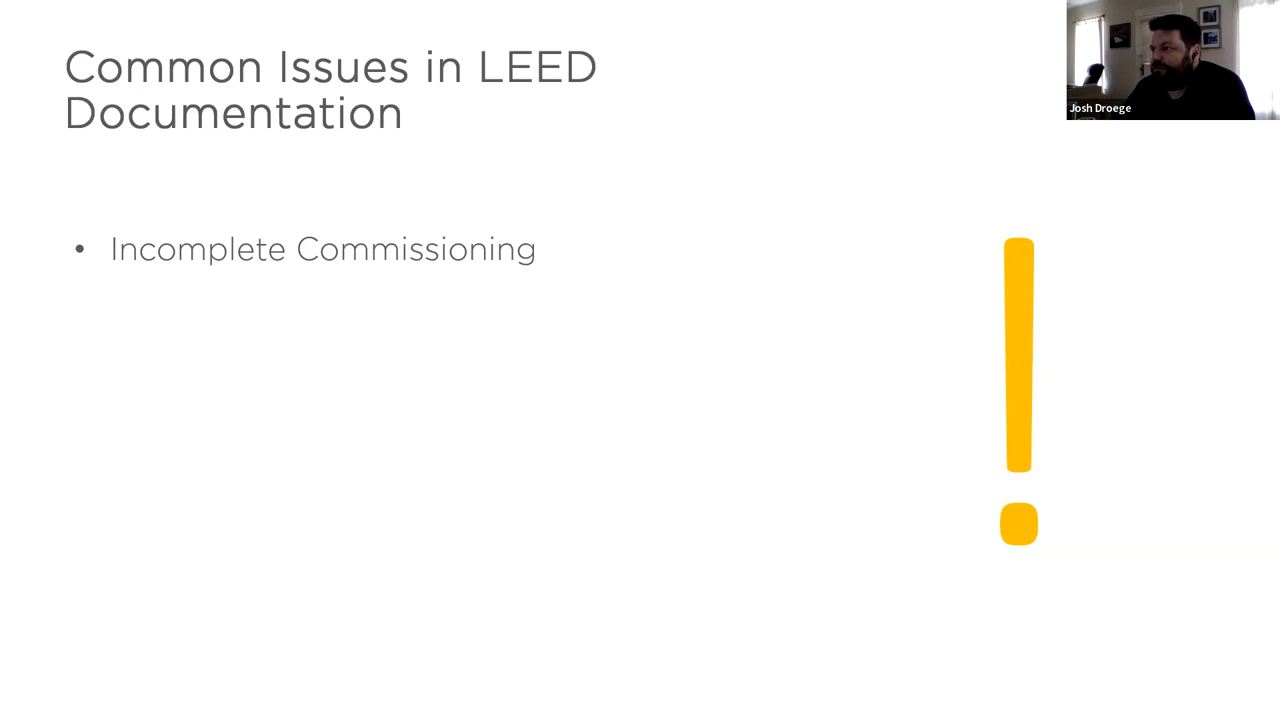 Common Issues in LEED
Documentation
Josh Droege
• Incomplete Commissioning
!